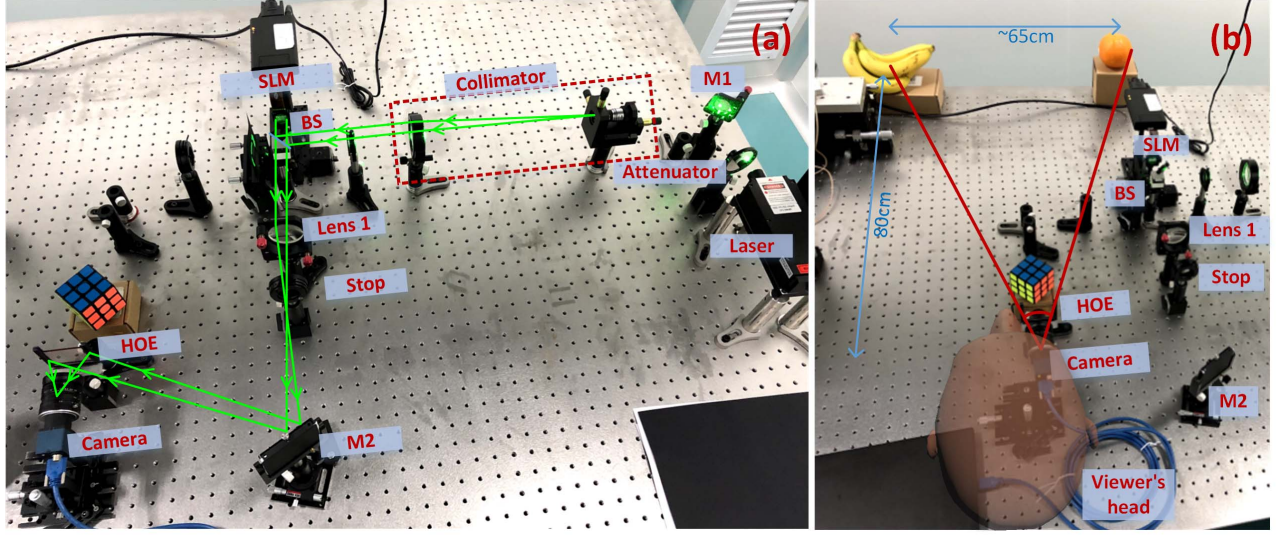 (a)
SLM
Collimator
M1
BS
Attenuator
Lens 1
Laser
Stop
HOE
M2
Camera
(b)
~65cm
80cm
SLM
BS
Lens 1
Stop
HOE
Camera
M2
Viewer's
head